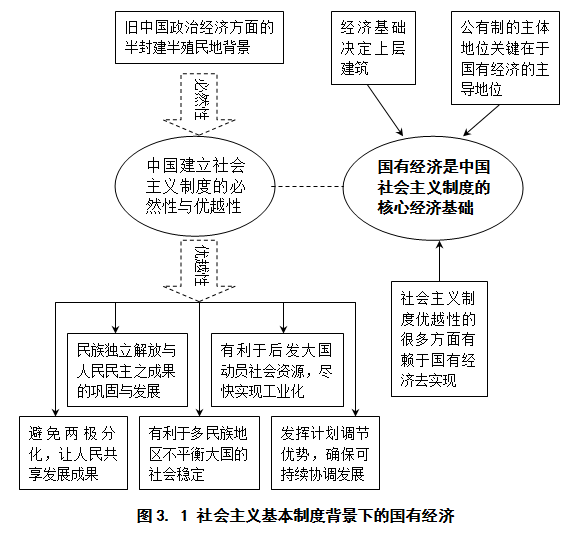 旧中国政治经济方面的
半封建半殖民地背景
经济基础
决定上层
建筑
公有制的主体
地位关键在于
国有经济的主
导地位
必然性
中国建立社会
主义制度的必
然性与优越性
国有经济是中国
社会主义制度的
核心经济基础
优越性
社会主义制
度优越性的
很多方面有
赖于国有经
济去实现
民族独立解放与
人民民主之成果
的巩固与发展
有利于后发大国
动员社会资源，尽
快实现工业化
避免两极分
化，让人民共
享发展成果
有利于多民族地
区不平衡大国的
社会稳定
发挥计划调节
优势，确保可
持续协调发展
图 3. 1 社会主义基本制度背景下的国有经济